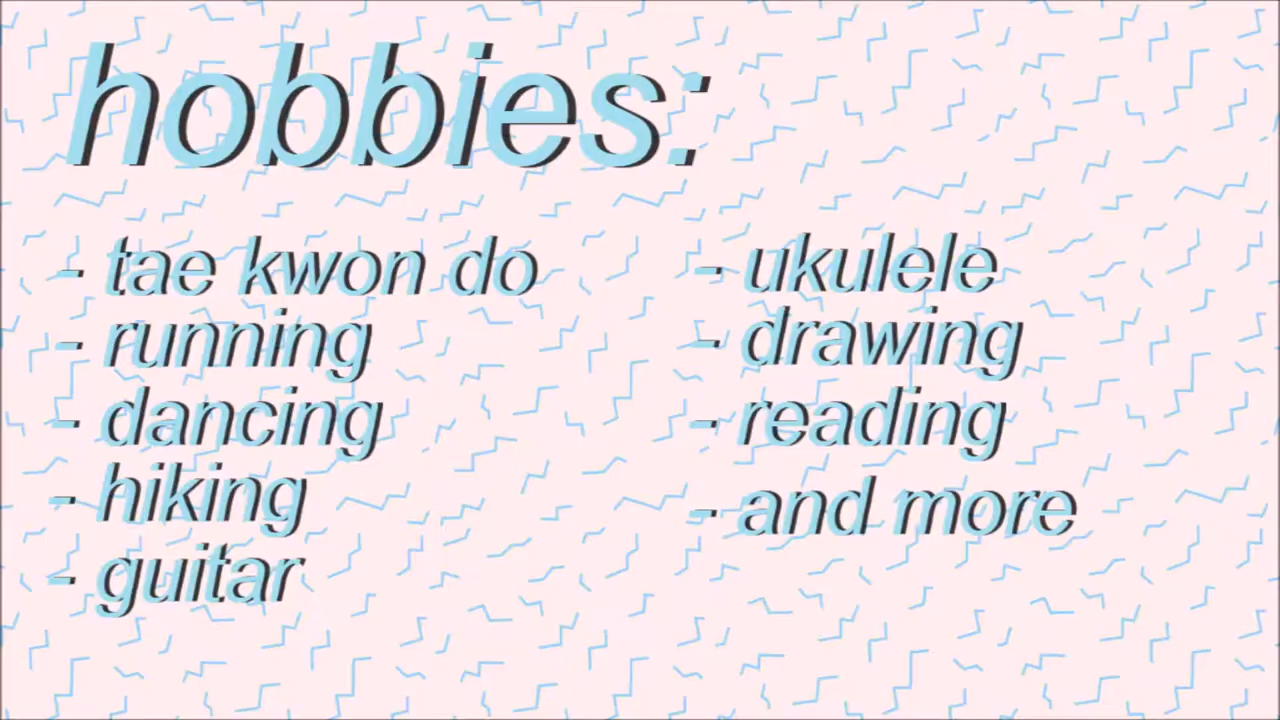 hobbies:
- tae kwon do
- running
- dancing
- hiking
- guitar
- ukulele
- drawing
- reading
- and more